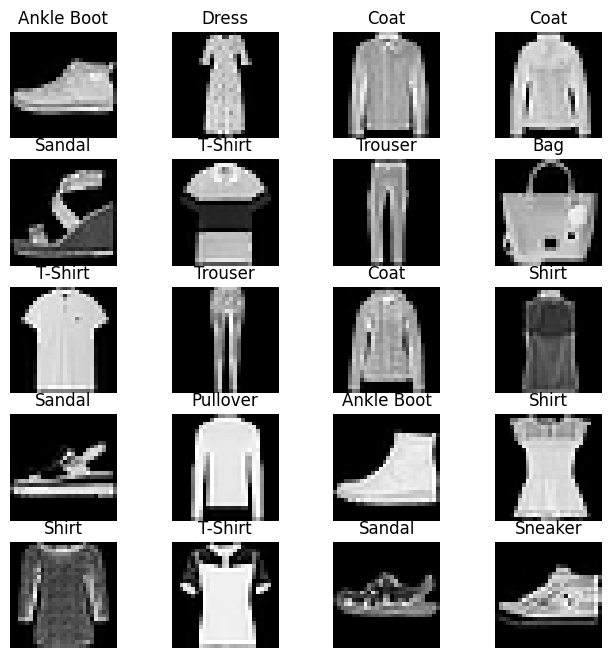 Ankle Boot Dress Coat Coat
Sandal T-Shirt Trouser Bag
T-Shirt Trouser Coat Shirt
Sandal Pullover Ankle Boot Shirt
Shirt T-Shirt Sandal Sneaker